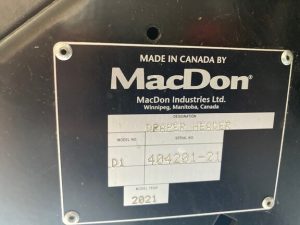 MADE IN CANADA BY
MacDon®
MacDon Industries Ltd.
Winnipeg, Manitoba, Canada
DESIGNATION
DRAPER HEADER
MODEL NO. SERIAL NO.
D1 404201-21
MODEL YEAR
2021